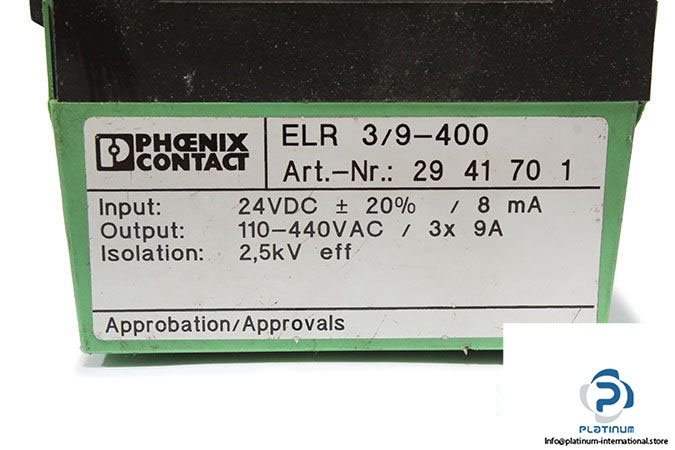 PHŒNIX
CONTACT
ELR 3/9-400
Art.-Nr.: 29 41 70 1
Input: 24VDC ± 20% / 8 mA
Output: 110-440VAC / 3x 9A
Isolation: 2,5kV eff
Approbation/Approvals
PLATINUM
Info@platinum-international.store